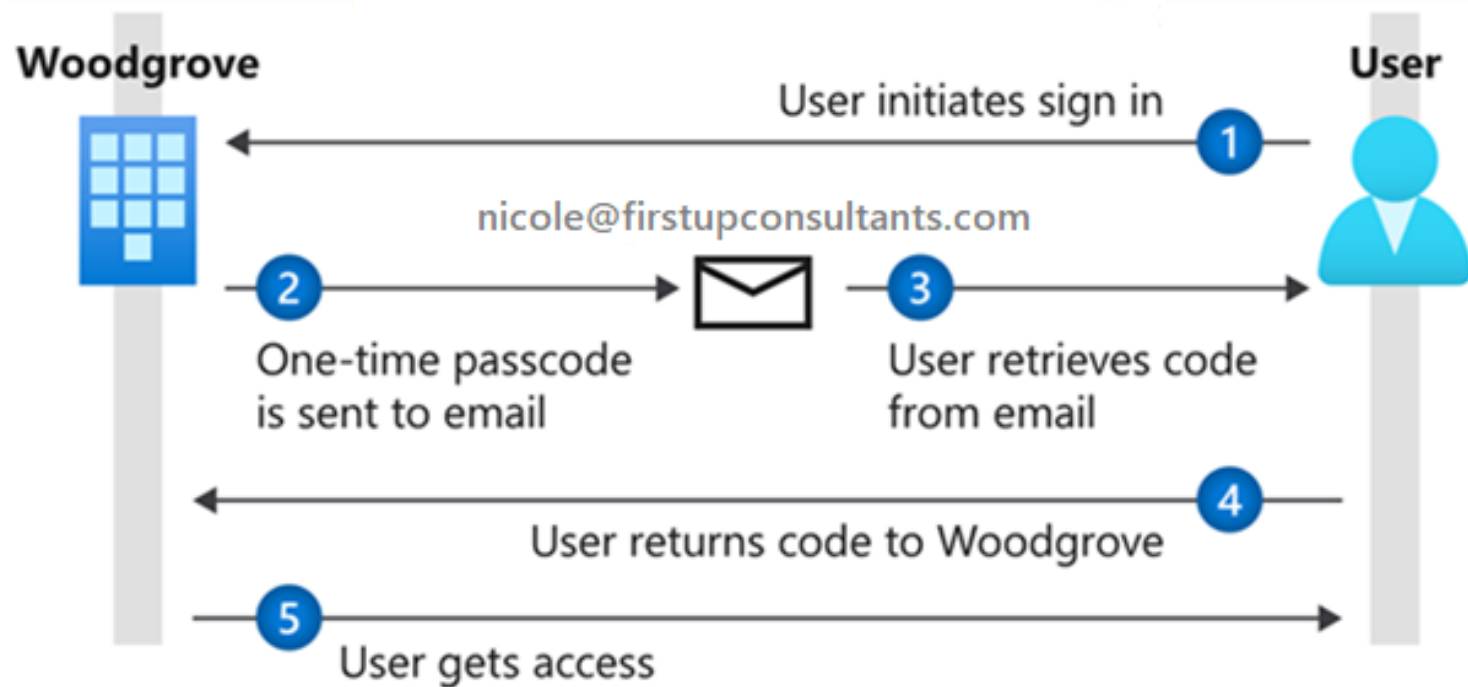 Woodgrove
User
User initiates sign in
1
nicole@firstupconsultants.com
2
3
One-time passcode
is sent to email
User retrieves code
from email
4
User returns code to Woodgrove
5
User gets access